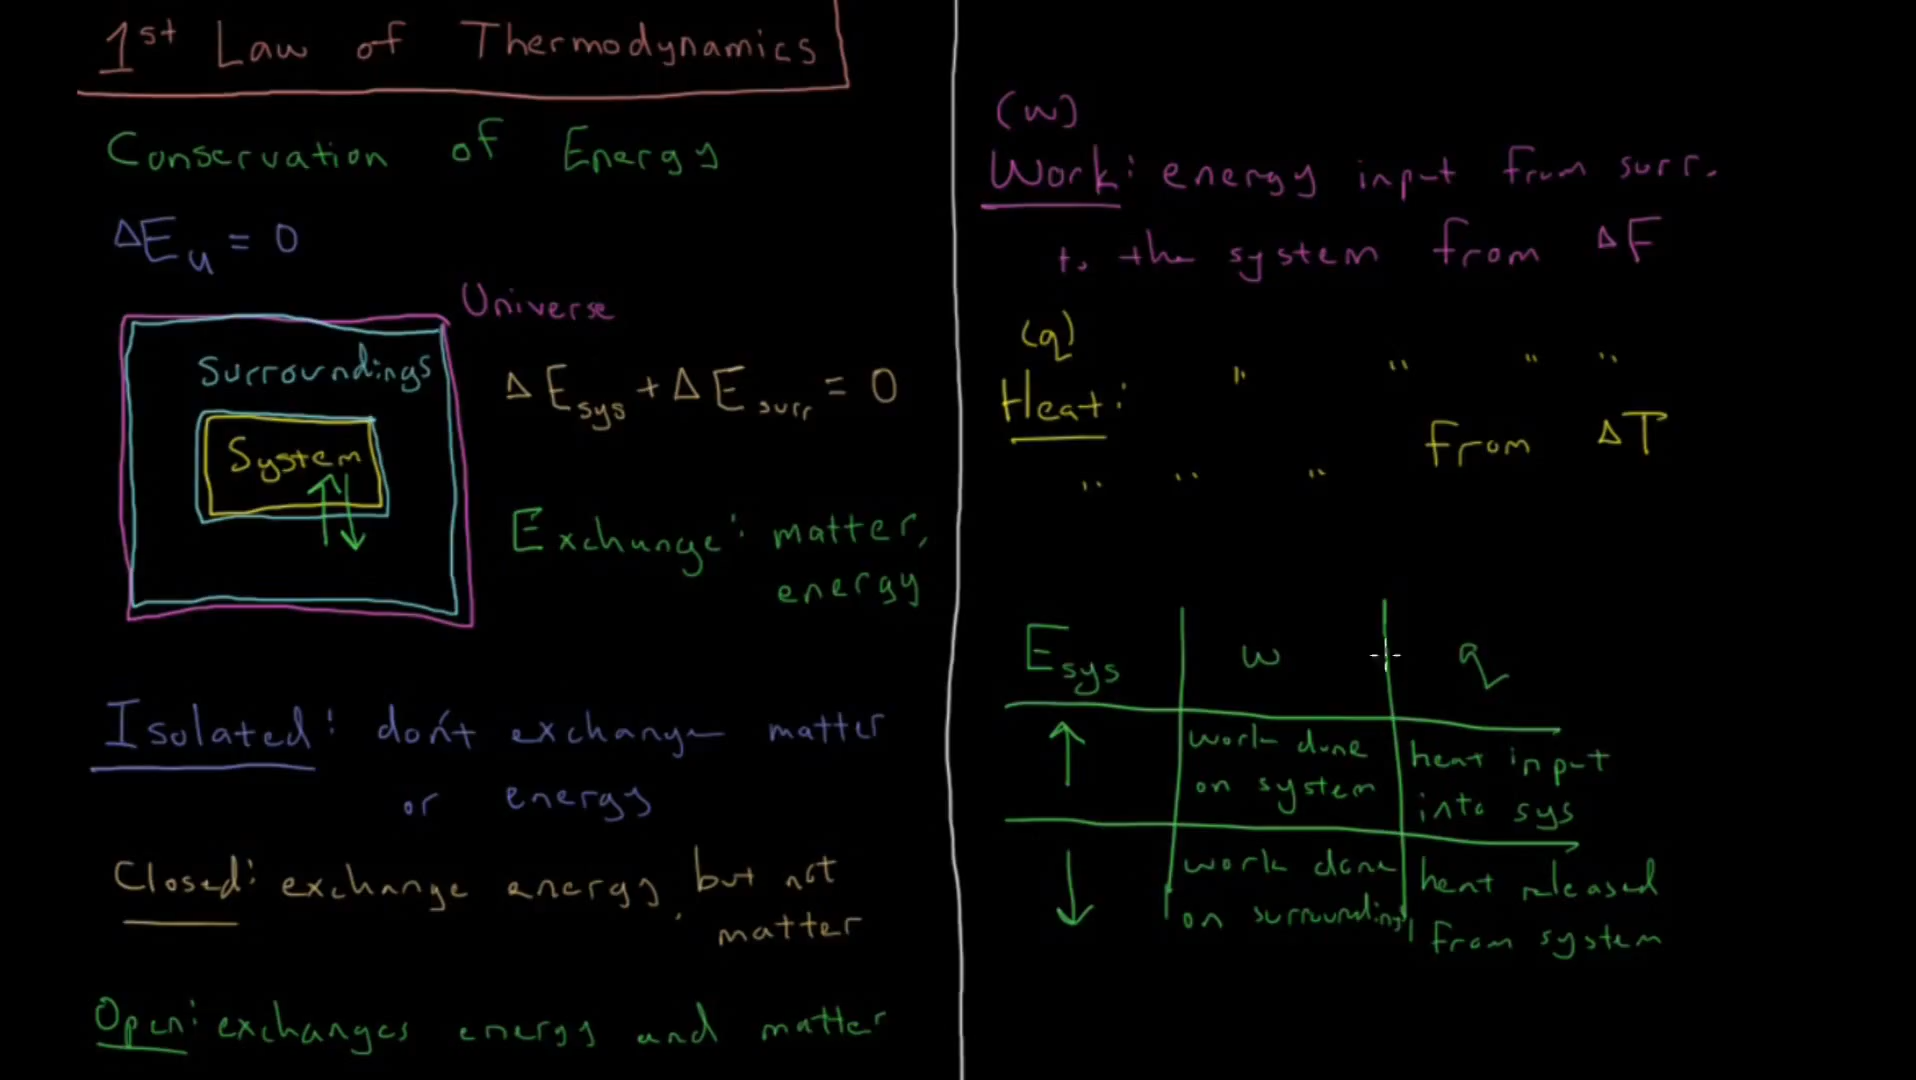 1st Law of Thermodynamics
Conservation of Energy
ΔEu = 0
Universe
Surroundings
System
ΔEsys + ΔEsurr = 0
Exchange: matter,
energy
Isolated: don't exchange matter
or energy
Closed: exchange energy, but not
matter
Open: exchanges energy and matter
(w)
Work: energy input from surr.
to the system from ΔF
(q)
Heat: " " " "
" " " from ΔT
Esys w q
↑ work done heat input
on system into sys
↓ work done heat released
on surroundings from system